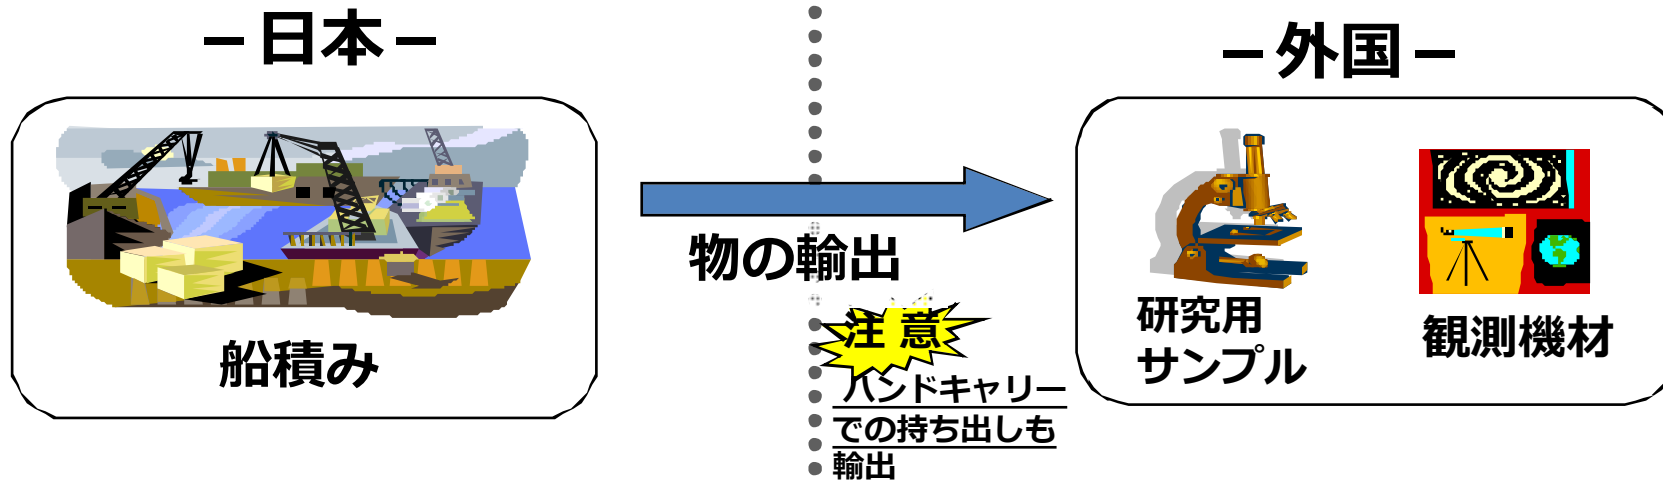 －日本－
－外国－
船積み
物の輸出
注 意
ハンドキャリー
での持ち出しも
輸出
研究用
サンプル
観測機材